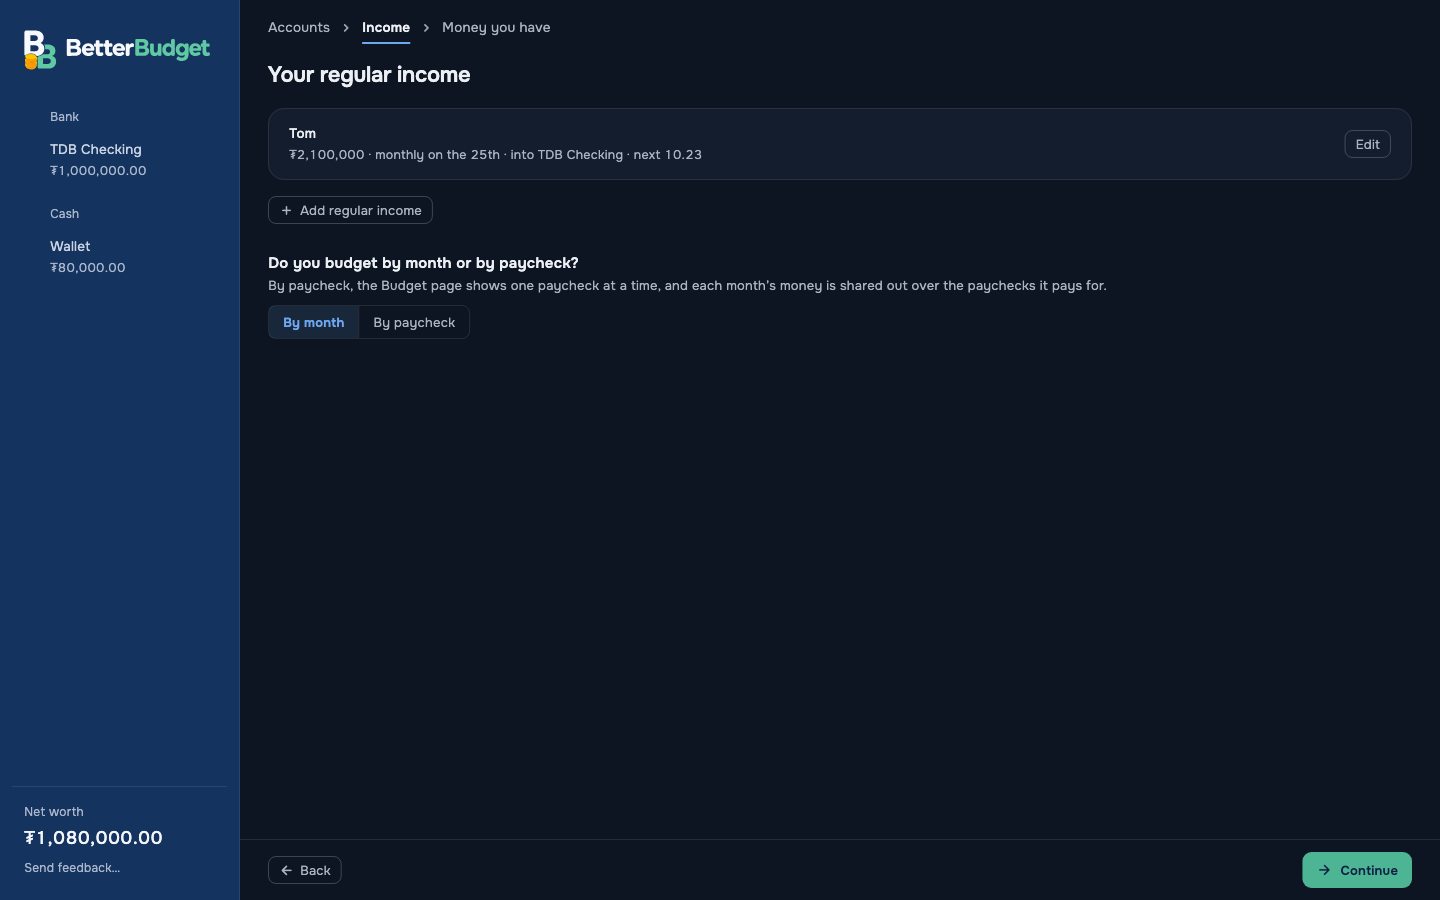 BetterBudget
Bank
TDB Checking
₮1,000,000.00
Cash
Wallet
₮80,000.00
Net worth
₮1,080,000.00
Send feedback...
Accounts > Income > Money you have
Your regular income
Tom
₮2,100,000 · monthly on the 25th · into TDB Checking · next 10.23
Edit
+ Add regular income
Do you budget by month or by paycheck?
By paycheck, the Budget page shows one paycheck at a time, and each month's money is shared out over the paychecks it pays for.
By month By paycheck
← Back
→ Continue